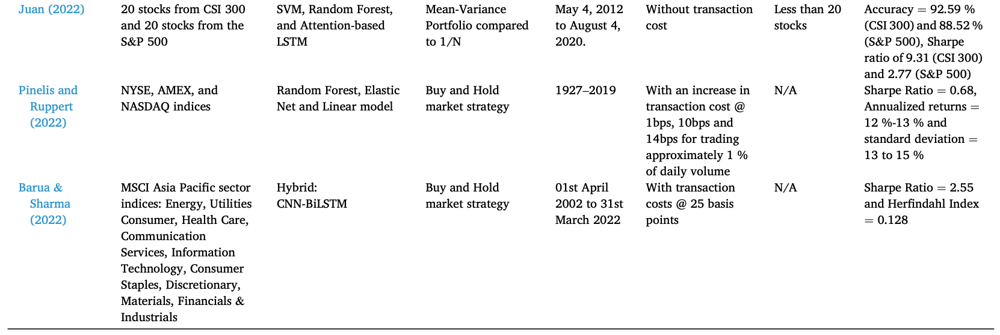 Juan (2022)
20 stocks from CSI 300
and 20 stocks from the
S&P 500
SVM, Random Forest,
and Attention-based
LSTM
Mean-Variance
Portfolio compared
to 1/N
May 4, 2012
to August 4,
2020.
Without transaction
cost
Less than 20
stocks
Accuracy = 92.59 %
(CSI 300) and 88.52 %
(S&P 500), Sharpe
ratio of 9.31 (CSI 300)
and 2.77 (S&P 500)
Pinelis and
Ruppert
(2022)
NYSE, AMEX, and
NASDAQ indices
Random Forest, Elastic
Net and Linear model
Buy and Hold
market strategy
1927–2019
With an increase in
transaction cost @
1bps, 10bps and
14bps for trading
approximately 1 %
of daily volume
N/A
Sharpe Ratio = 0.68,
Annualized returns =
12 %-13 % and
standard deviation =
13 to 15 %
Barua &
Sharma
(2022)
MSCI Asia Pacific sector
indices: Energy, Utilities
Consumer, Health Care,
Communication
Services, Information
Technology, Consumer
Staples, Discretionary,
Materials, Financials &
Industrials
Hybrid:
CNN-BiLSTM
Buy and Hold
market strategy
01st April
2002 to 31st
March 2022
With transaction
costs @ 25 basis
points
N/A
Sharpe Ratio = 2.55
and Herfindahl Index
= 0.128